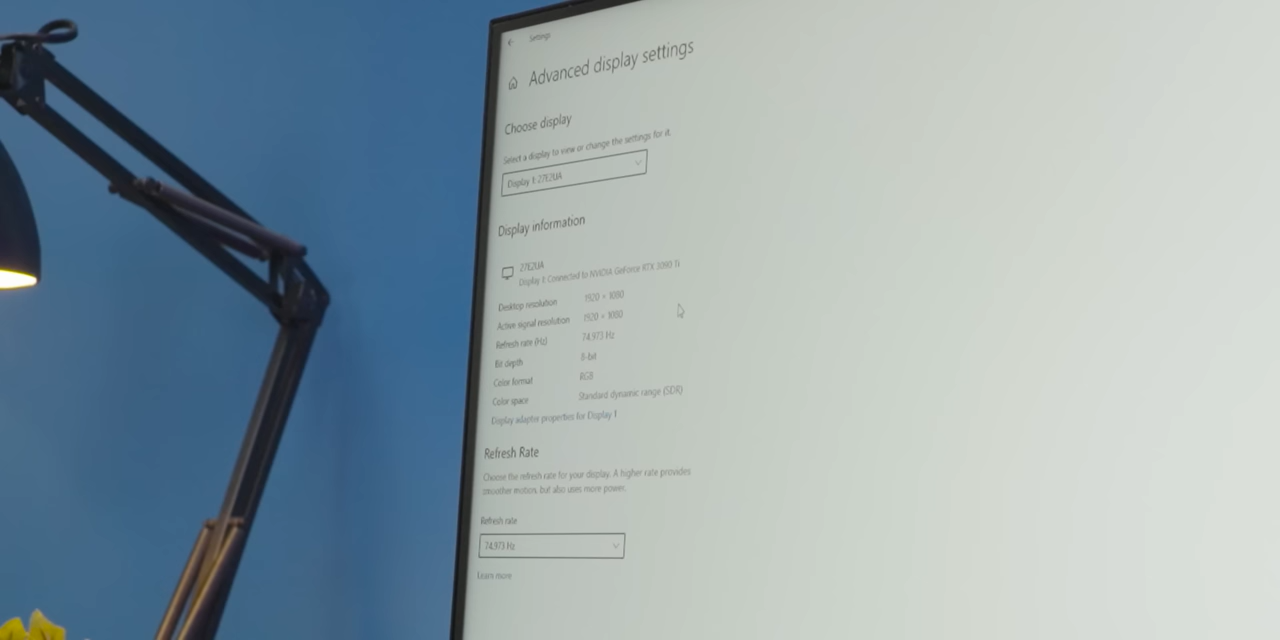 Settings
Advanced display settings
Choose display
Select a display to view or change the settings for it.
Display 1: 27E2UA
Display information
27E2UA
Display 1: Connected to NVIDIA GeForce RTX 3090 Ti
Desktop resolution 1920 × 1080
Active signal resolution 1920 × 1080
Refresh rate (Hz) 74.973 Hz
Bit depth 8-bit
Color format RGB
Color space Standard dynamic range (SDR)
Display adapter properties for Display 1
Refresh Rate
Choose the refresh rate for your display. A higher rate provides
smoother motion, but also uses more power.
Refresh rate
74.973 Hz
Learn more